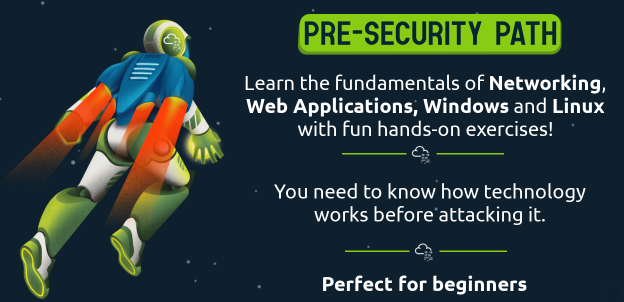 PRE-SECURITY PATH
Learn the fundamentals of Networking,
Web Applications, Windows and Linux
with fun hands-on exercises!
You need to know how technology
works before attacking it.
Perfect for beginners